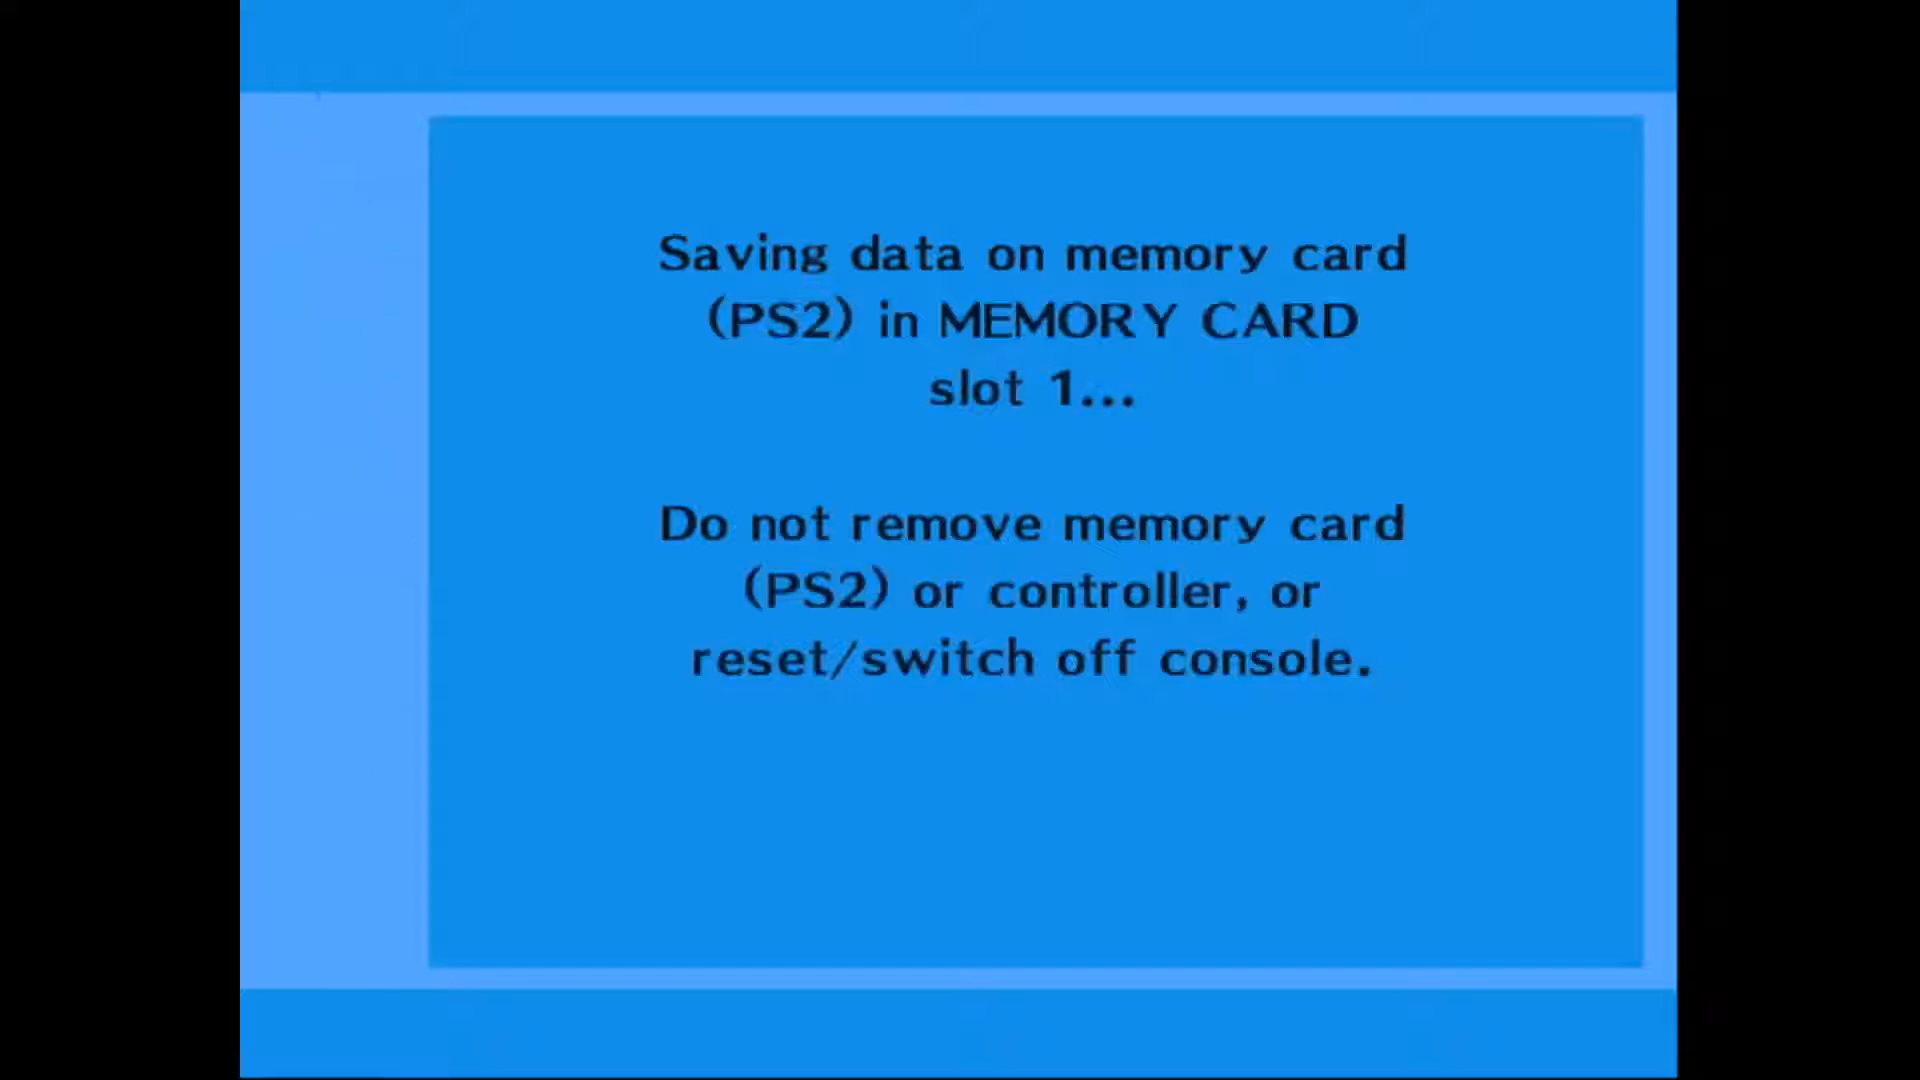 Saving data on memory card
(PS2) in MEMORY CARD
slot 1...
Do not remove memory card
(PS2) or controller, or
reset/switch off console.